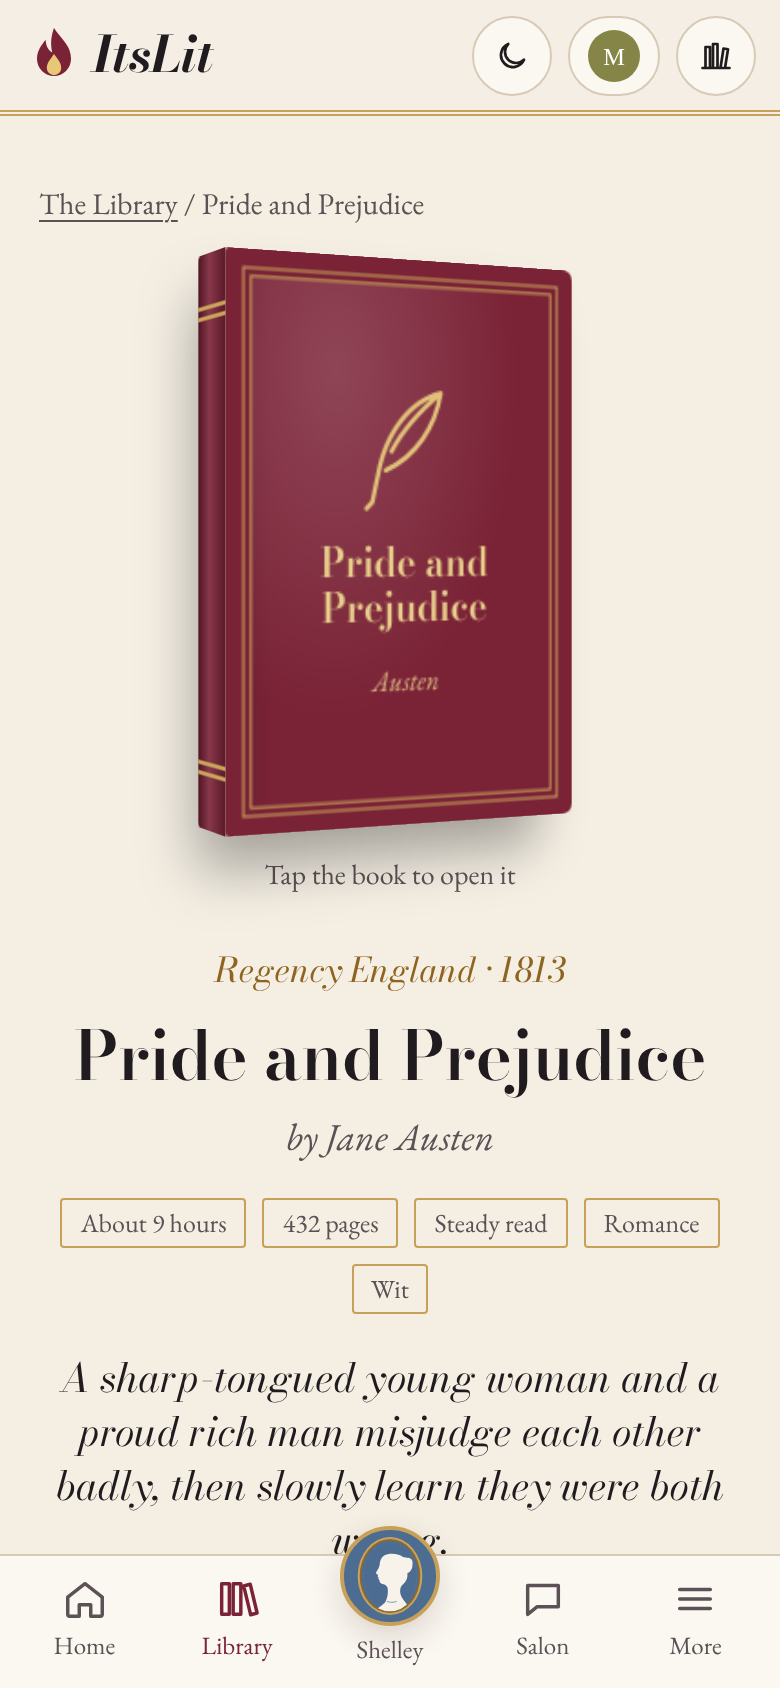 ItsLit
M
The Library / Pride and Prejudice
Pride and
Prejudice
Austen
Tap the book to open it
Regency England · 1813
Pride and Prejudice
by Jane Austen
About 9 hours
432 pages
Steady read
Romance
Wit
A sharp-tongued young woman and a
proud rich man misjudge each other
badly, then slowly learn they were both
Home
Library
Shelley
Salon
More